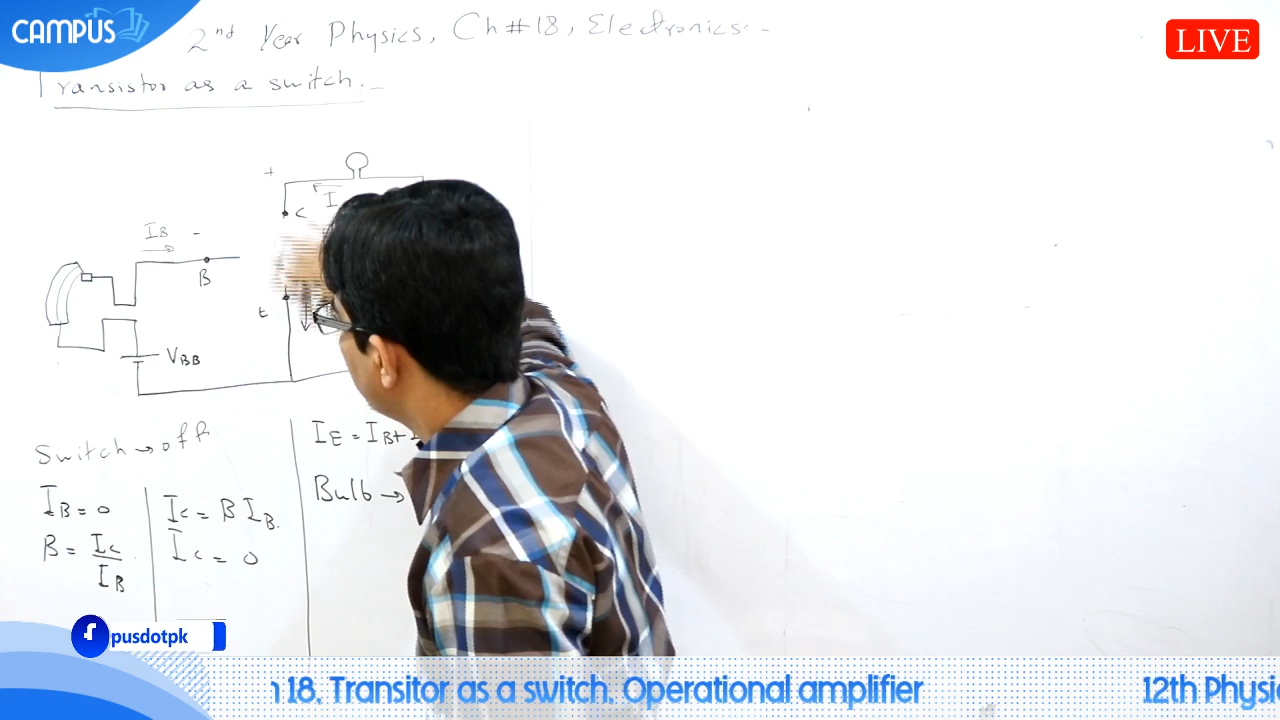 CAMPUS
LIVE
2nd Year Physics, Ch # 18, Electronics:-
Transistor as a switch.-
+
I
C
IB -
B
E
VBB
Switch → off
IB = 0
B = Ic/IB
Ic = B IB.
Ic = 0
IE = IB +
Bulb →
pusdotpk
18, Transitor as a switch, Operational amplifier
12th